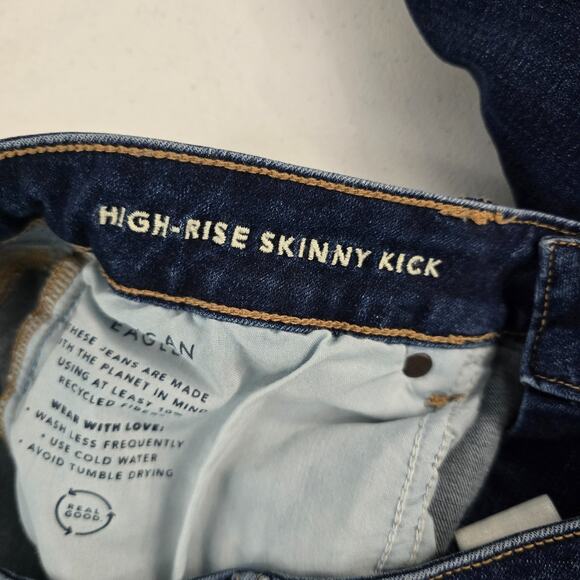 HIGH-RISE SKINNY KICK
EAGLEN
THESE JEANS ARE MADE
WITH THE PLANET IN MIND
USING AT LEAST
RECYCLED
WEAR WITH LOVE:
• WASH LESS FREQUENTLY
• USE COLD WATER
• AVOID TUMBLE DRYING
REAL
GOOD.